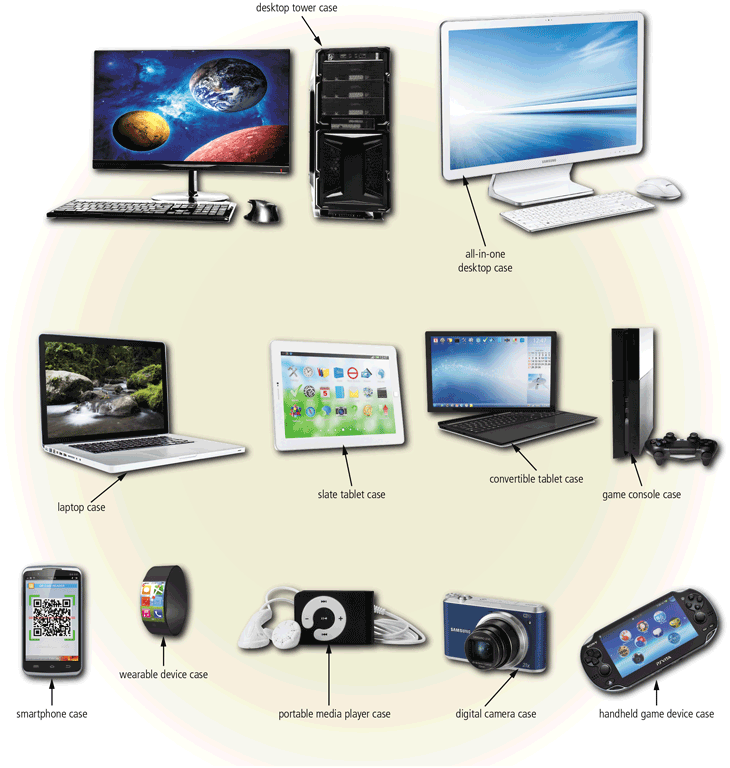 desktop tower case
SAMSUNG
all-in-one
desktop case
laptop case
slate tablet case
convertible tablet case
game console case
smartphone case
wearable device case
portable media player case
SAMSUNG
digital camera case
PSVITA
handheld game device case